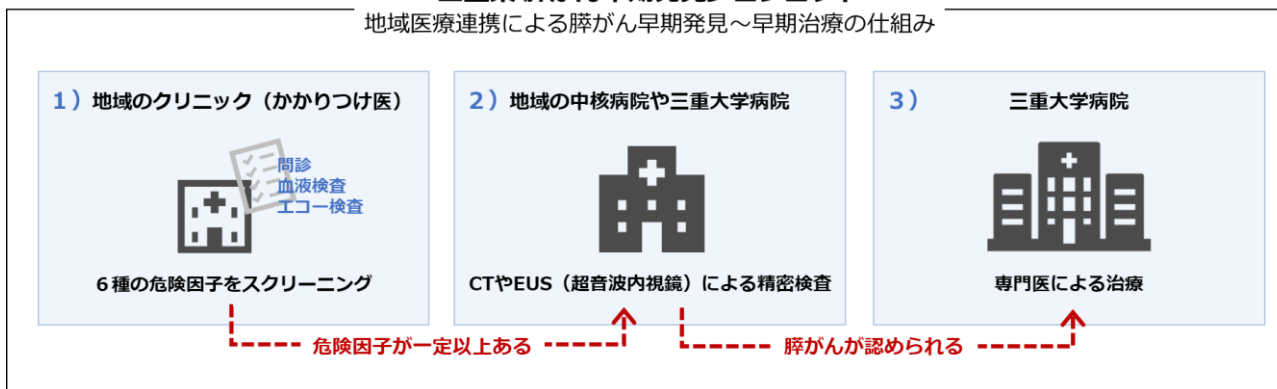 地域医療連携による膵がん早期発見～早期治療の仕組み
1）地域のクリニック（かかりつけ医）
問診
血液検査
エコー検査
６種の危険因子をスクリーニング
2）地域の中核病院や三重大学病院
CTやEUS（超音波内視鏡）による精密検査
3） 三重大学病院
専門医による治療
危険因子が一定以上ある
膵がんが認められる